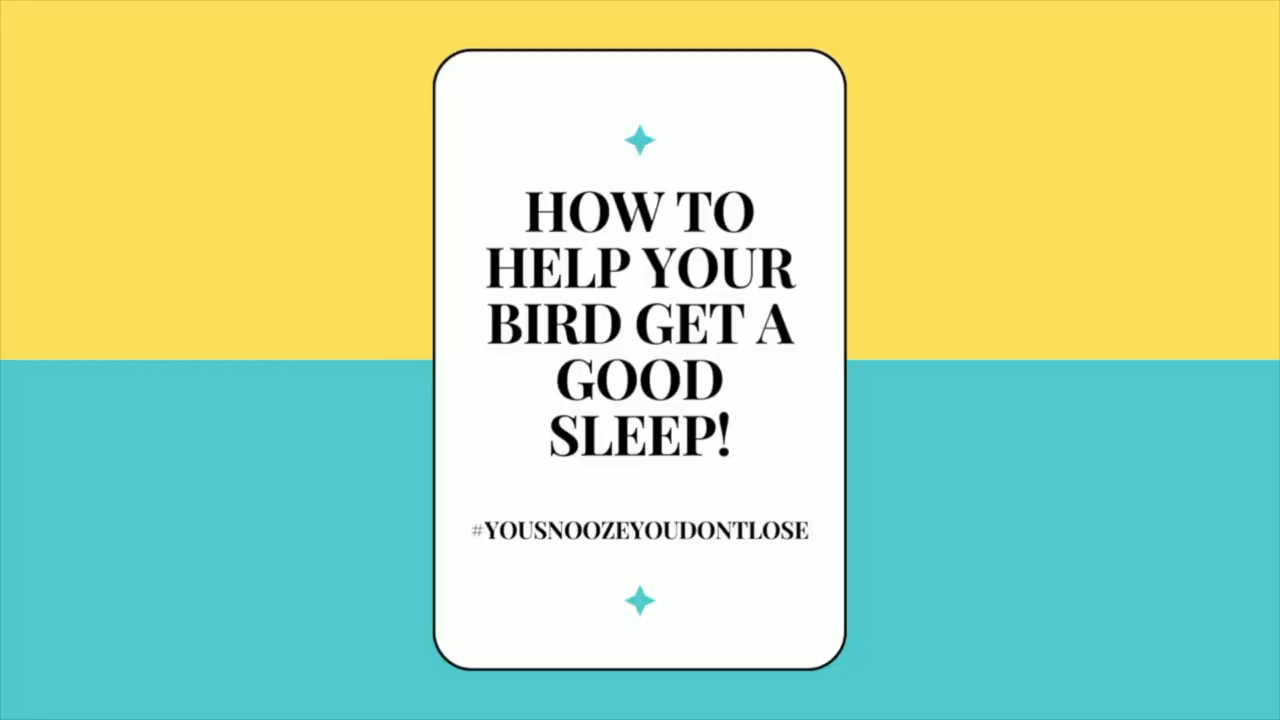 HOW TO
HELP YOUR
BIRD GET A
GOOD
SLEEP!
#YOUSNOOZEYOUDONTLOSE